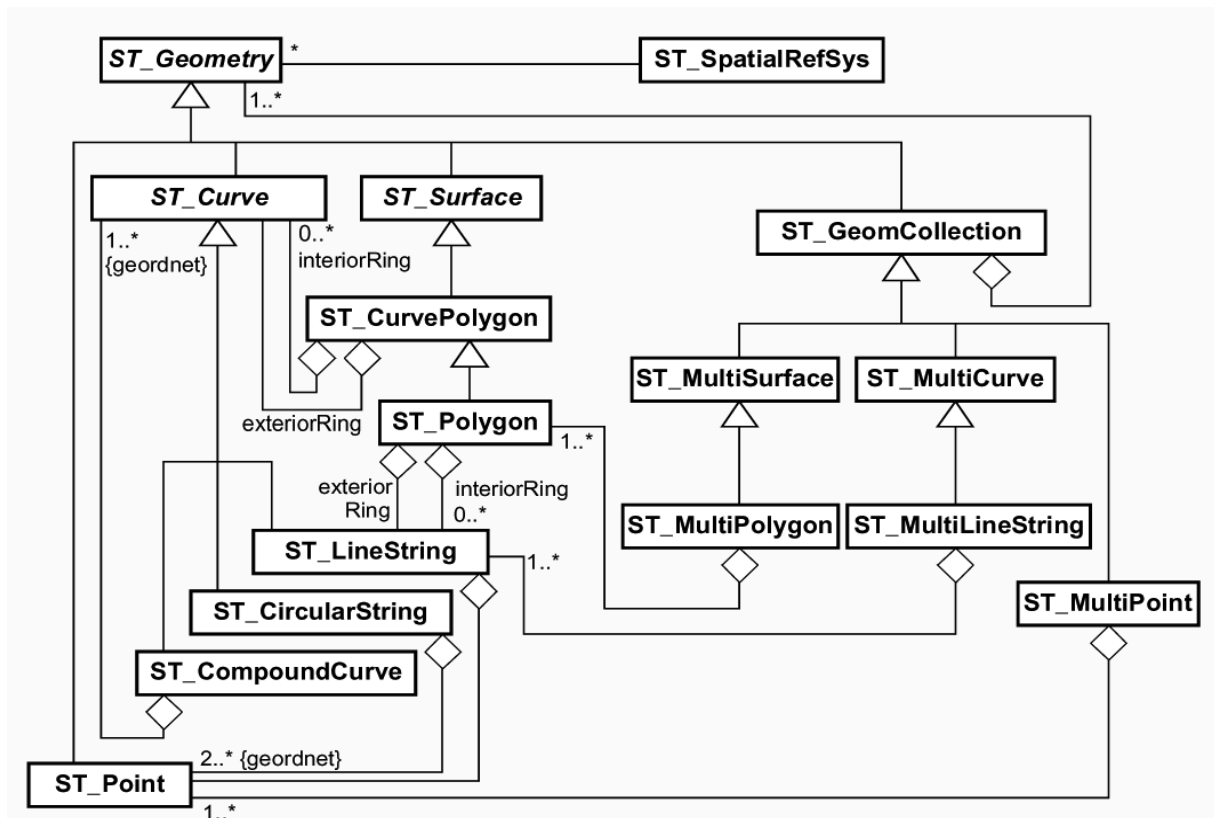 ST_Geometry
*
ST_SpatialRefSys
1..*
ST_Curve
ST_Surface
1..*
{geordnet}
0..*
interiorRing
ST_GeomCollection
ST_CurvePolygon
ST_MultiSurface
ST_MultiCurve
exteriorRing
ST_Polygon
1..*
exterior
Ring
interiorRing
0..*
ST_MultiPolygon
ST_MultiLineString
ST_LineString
1..*
ST_CircularString
ST_MultiPoint
ST_CompoundCurve
2..* {geordnet}
ST_Point
1..*